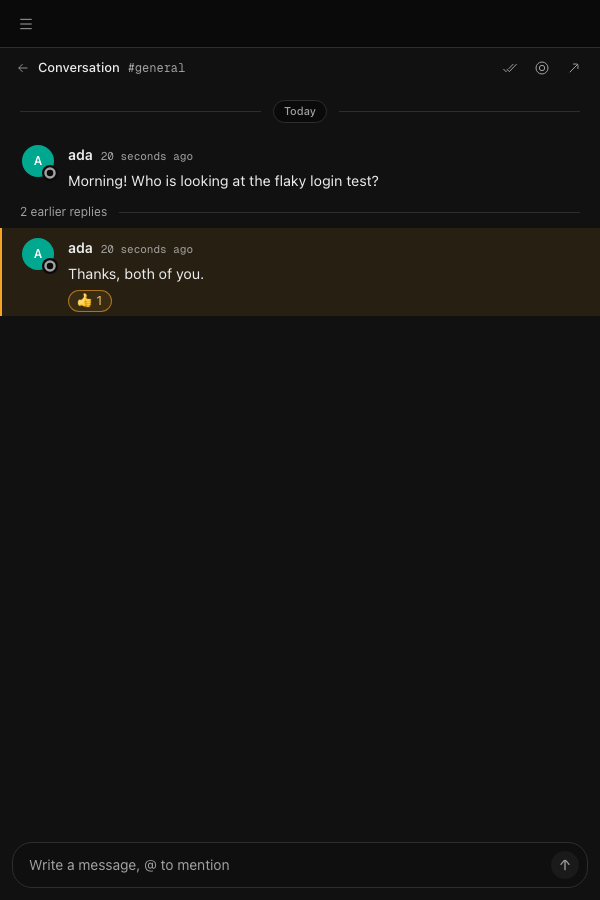 Conversation #general
Today
A
ada 20 seconds ago
Morning! Who is looking at the flaky login test?
2 earlier replies
A
ada 20 seconds ago
Thanks, both of you.
👍 1
Write a message, @ to mention